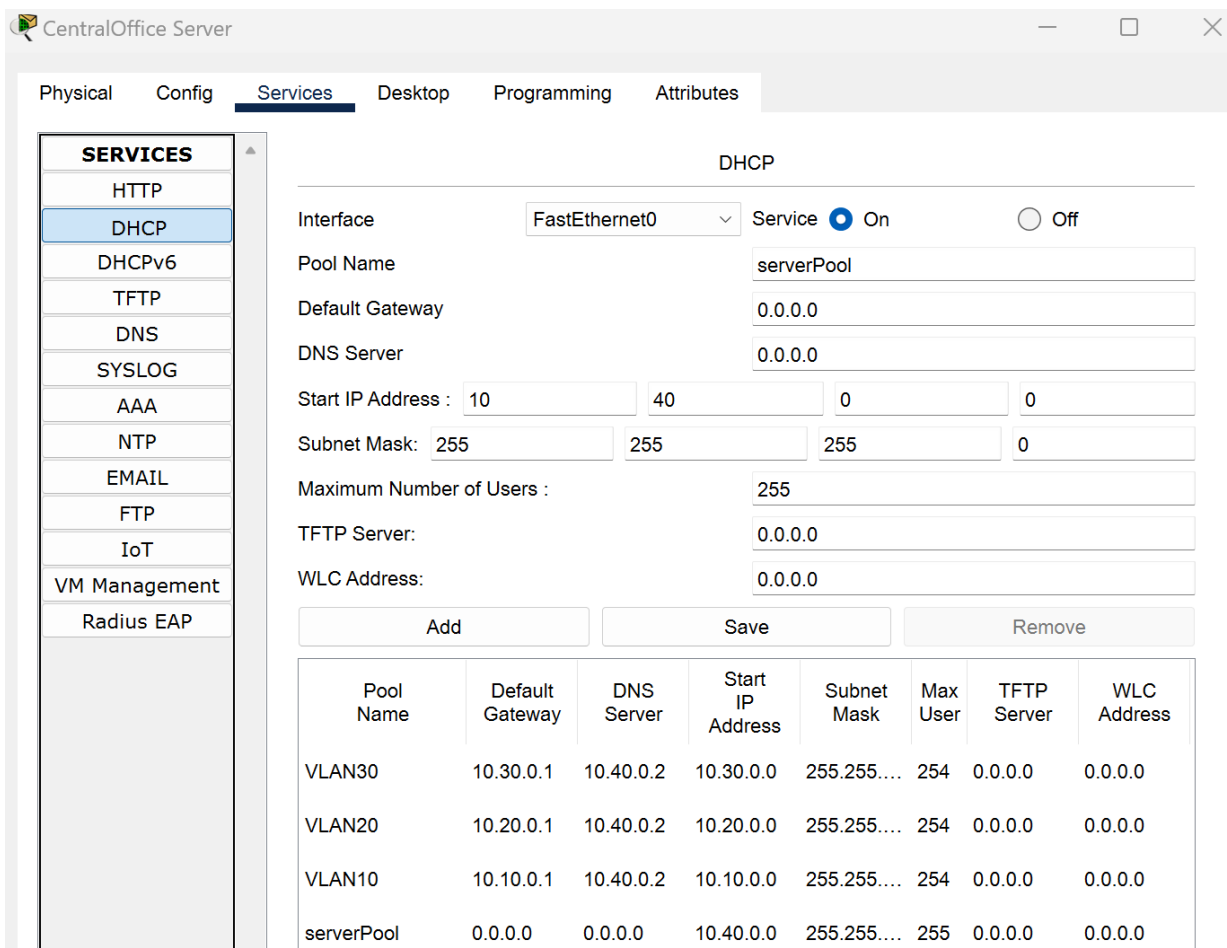 CentralOffice Server
Physical Config Services Desktop Programming Attributes
SERVICES
HTTP
DHCP
DHCPv6
TFTP
DNS
SYSLOG
AAA
NTP
EMAIL
FTP
IoT
VM Management
Radius EAP
DHCP
Interface FastEthernet0 Service On Off
Pool Name serverPool
Default Gateway 0.0.0.0
DNS Server 0.0.0.0
Start IP Address : 10 40 0 0
Subnet Mask: 255 255 255 0
Maximum Number of Users : 255
TFTP Server: 0.0.0.0
WLC Address: 0.0.0.0
Add Save Remove
Pool Name Default Gateway DNS Server Start IP Address Subnet Mask Max User TFTP Server WLC Address
VLAN30 10.30.0.1 10.40.0.2 10.30.0.0 255.255.... 254 0.0.0.0 0.0.0.0
VLAN20 10.20.0.1 10.40.0.2 10.20.0.0 255.255.... 254 0.0.0.0 0.0.0.0
VLAN10 10.10.0.1 10.40.0.2 10.10.0.0 255.255.... 254 0.0.0.0 0.0.0.0
serverPool 0.0.0.0 0.0.0.0 10.40.0.0 255.255.... 255 0.0.0.0 0.0.0.0